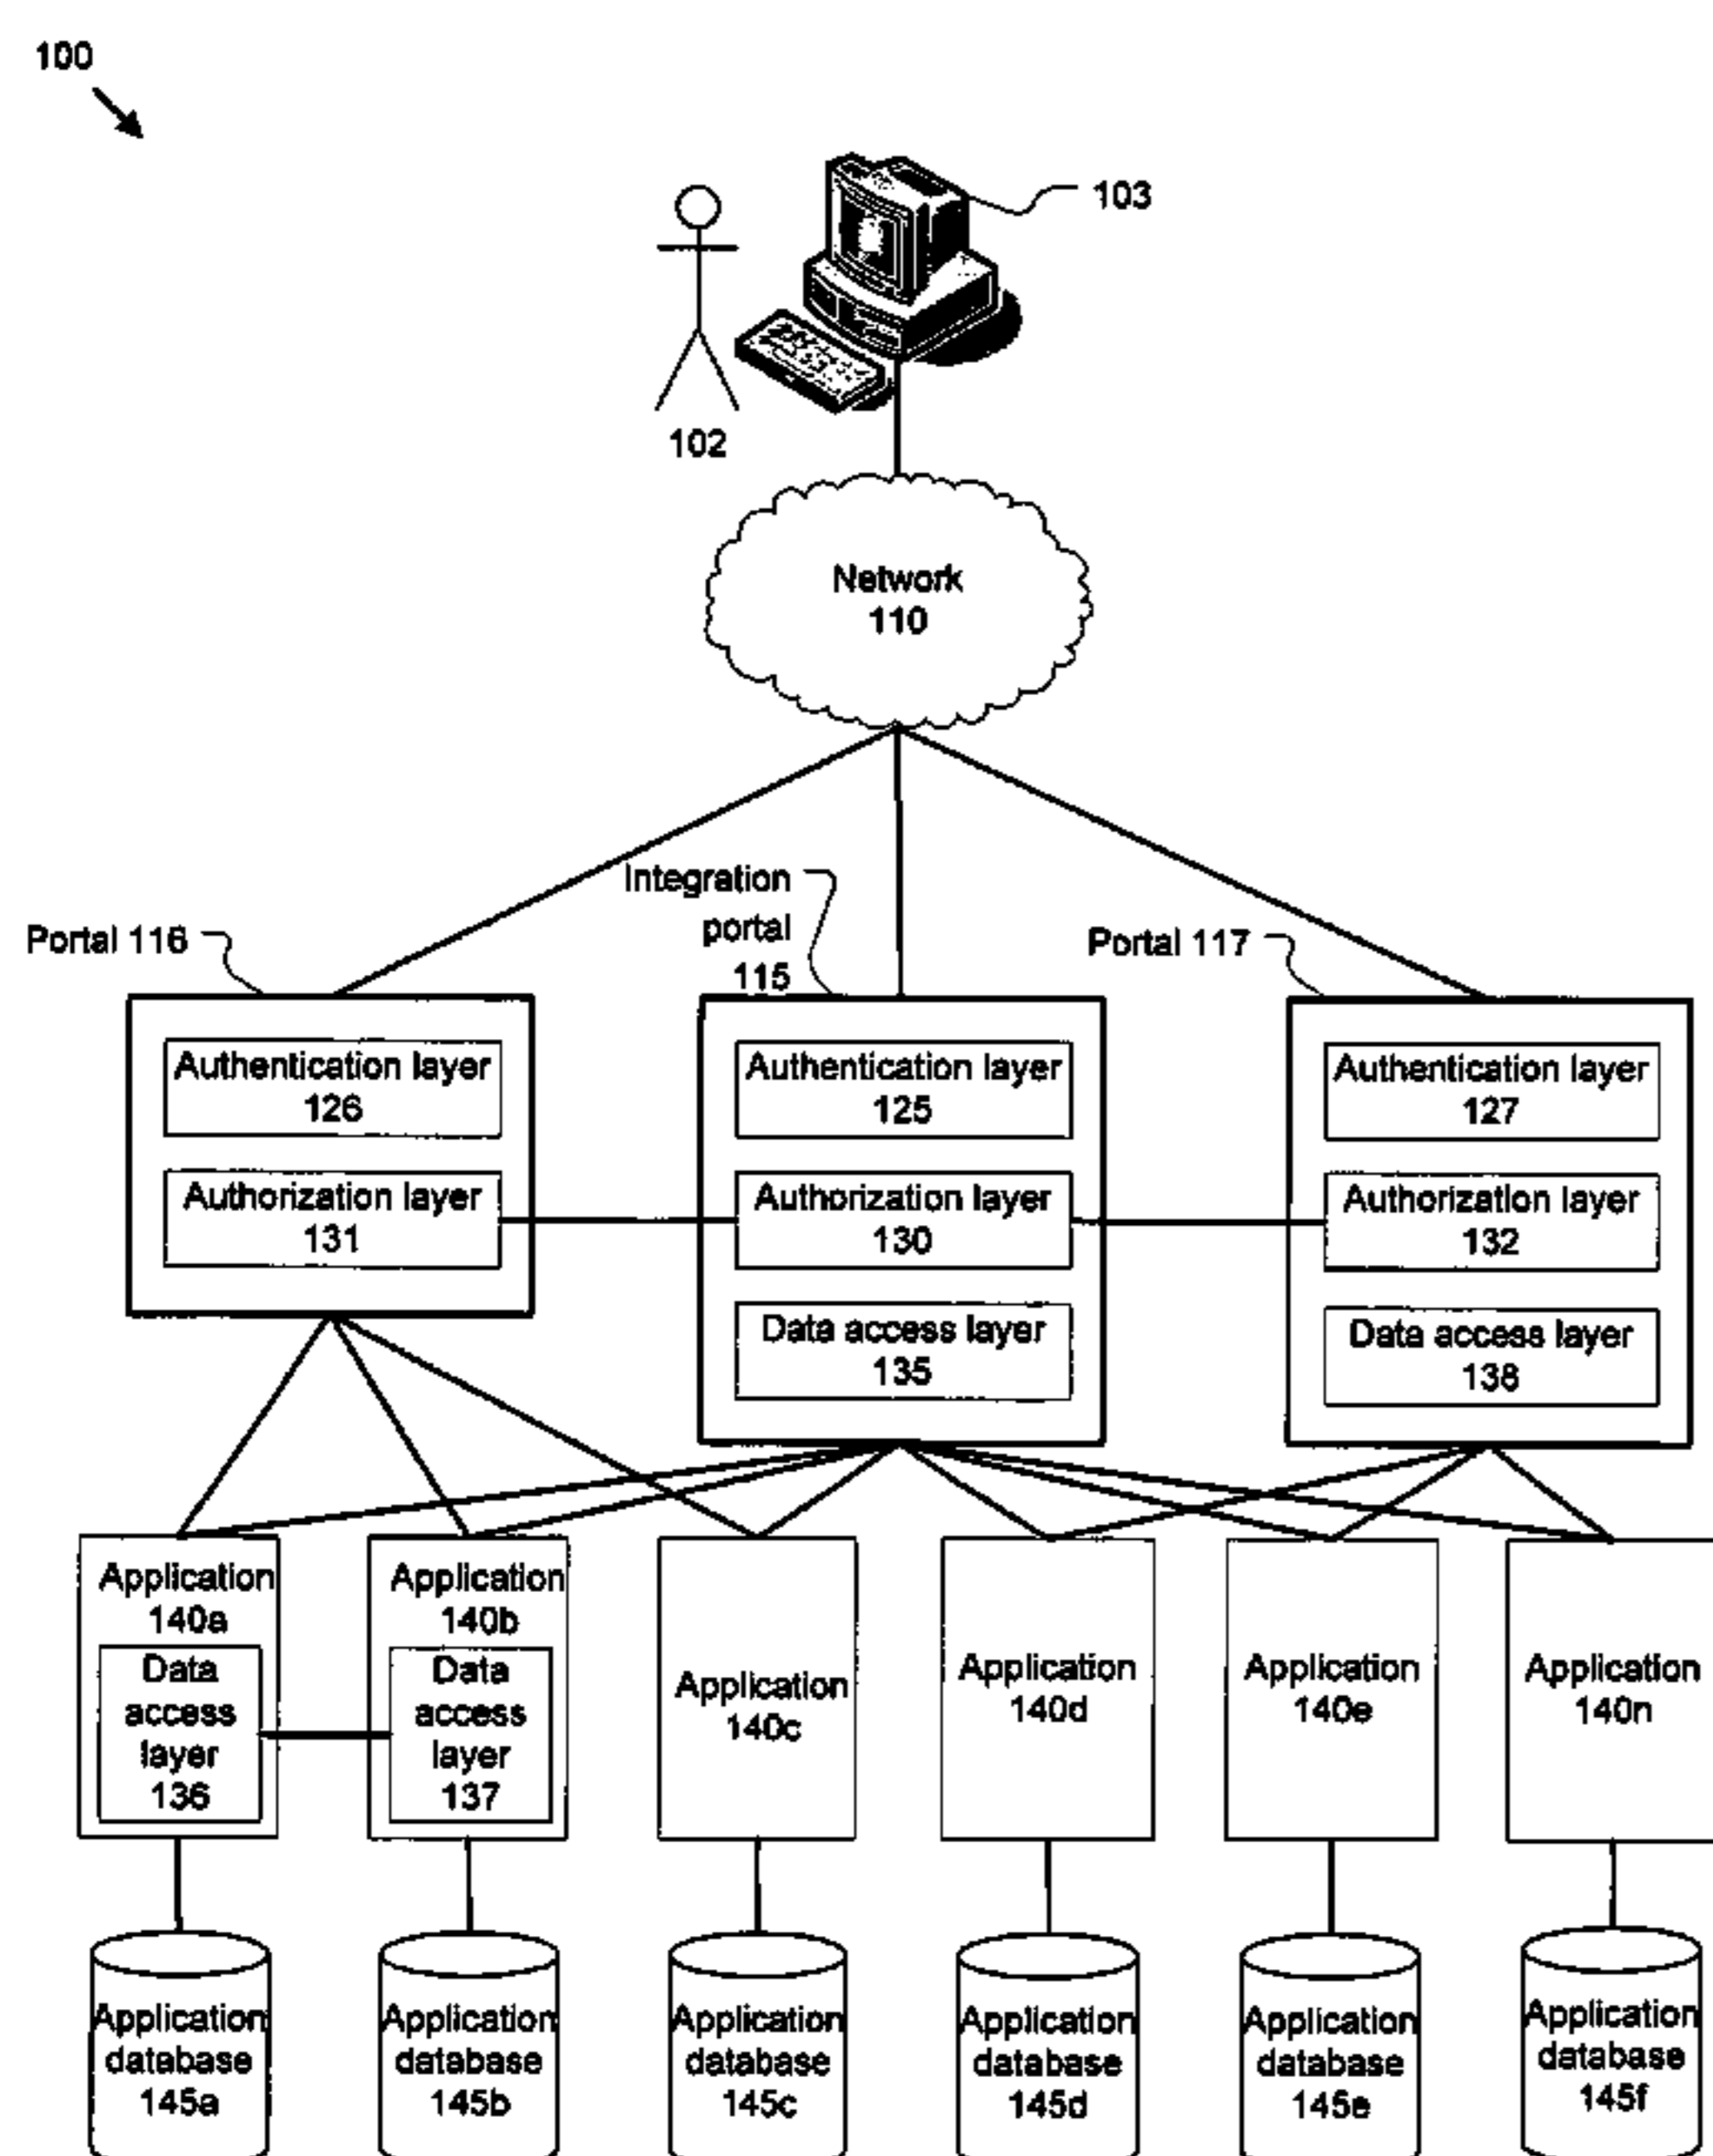 100
103
102
Network
110
Integration
portal
115
Portal 116
Portal 117
Authentication layer
126
Authorization layer
131
Authentication layer
125
Authorization layer
130
Data access layer
135
Authentication layer
127
Authorization layer
132
Data access layer
138
Application
140a
Data
access
layer
136
Application
140b
Data
access
layer
137
Application
140c
Application
140d
Application
140e
Application
140n
Application
database
145a
Application
database
145b
Application
database
145c
Application
database
145d
Application
database
145e
Application
database
145f